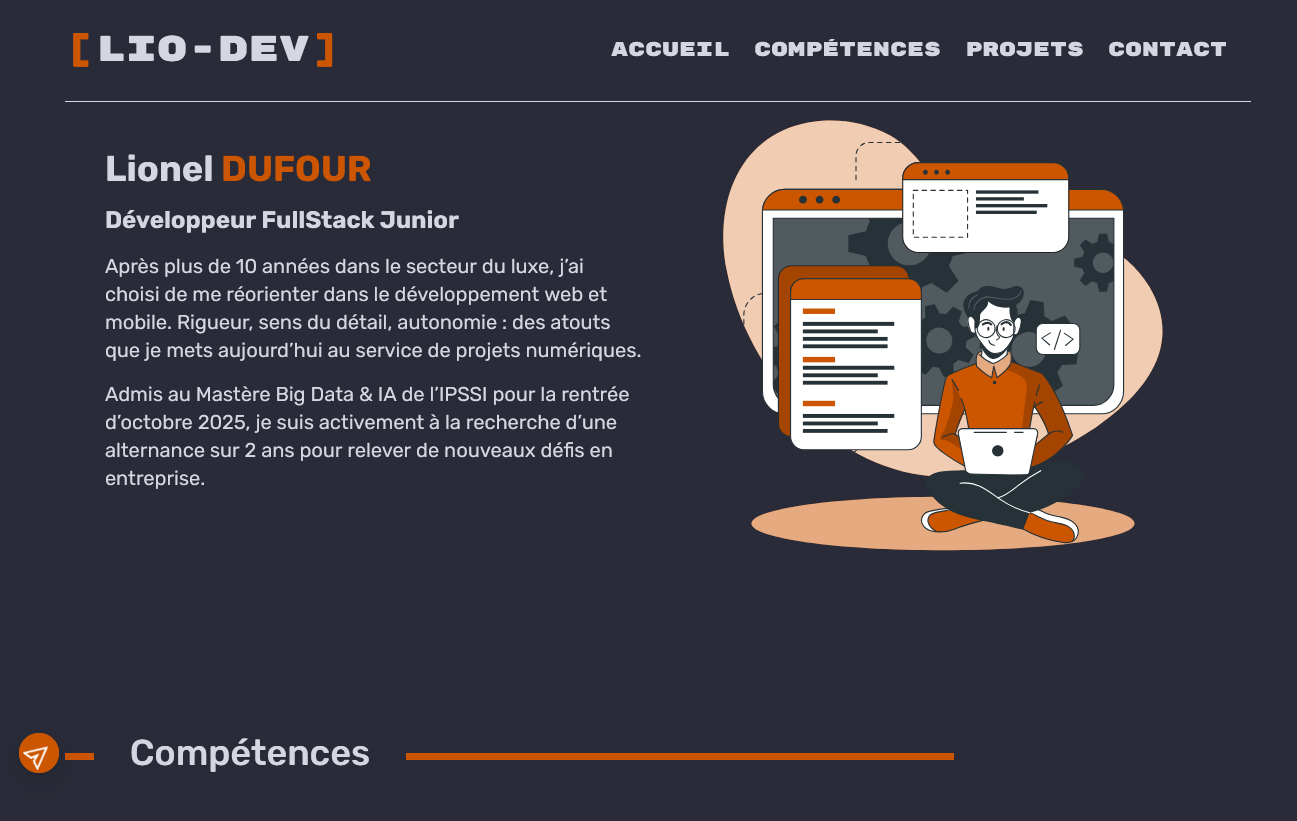 [LIO-DEV]
ACCUEIL COMPÉTENCES PROJETS CONTACT
Lionel DUFOUR
Développeur FullStack Junior
Après plus de 10 années dans le secteur du luxe, j’ai
choisi de me réorienter dans le développement web et
mobile. Rigueur, sens du détail, autonomie : des atouts
que je mets aujourd’hui au service de projets numériques.
Admis au Mastère Big Data & IA de l’IPSSI pour la rentrée
d’octobre 2025, je suis activement à la recherche d’une
alternance sur 2 ans pour relever de nouveaux défis en
entreprise.
</>
Compétences